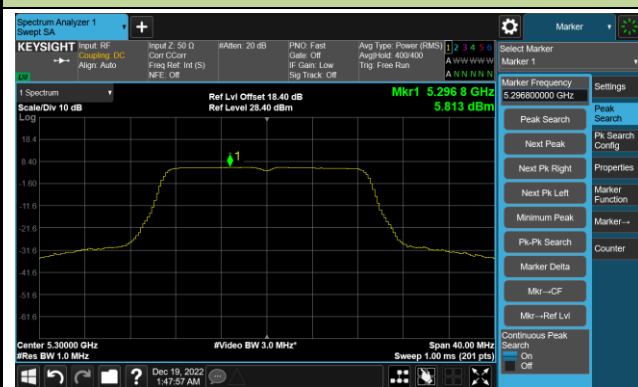 Spectrum Analyzer 1
Swept SA
+
Marker
KEYSIGHT
Input: RF
Coupling: DC
Align: Auto
Input Z: 50 Ω
Corr CCorr
Freq Ref: Int (S)
NFE: Off
#Atten: 20 dB
PNO: Fast
Gate: Off
IF Gain: Low
Sig Track: Off
Avg Type: Power (RMS)
Avg|Hold: 400/400
Trig: Free Run
1 2 3 4 5 6
A W W W W W
A N N N N N
LV
Select Marker
Marker 1
1 Spectrum
Scale/Div 10 dB
Log
Ref Lvl Offset 18.40 dB
Ref Level 28.40 dBm
Mkr1 5.296 8 GHz
5.813 dBm
18.4
8.40
-1.60
-11.6
-21.6
-31.6
-41.6
-51.6
-61.6
1
Center 5.30000 GHz
#Res BW 1.0 MHz
#Video BW 3.0 MHz*
Span 40.00 MHz
Sweep 1.00 ms (201 pts)
Marker Frequency
5.296800000 GHz
Peak Search
Next Peak
Next Pk Right
Next Pk Left
Minimum Peak
Pk-Pk Search
Marker Delta
Mkr→CF
Mkr→Ref Lvl
Continuous Peak
Search
On
Off
Settings
Peak
Search
Pk Search
Config
Properties
Marker
Function
Marker→
Counter
?
Dec 19, 2022
1:47:57 AM